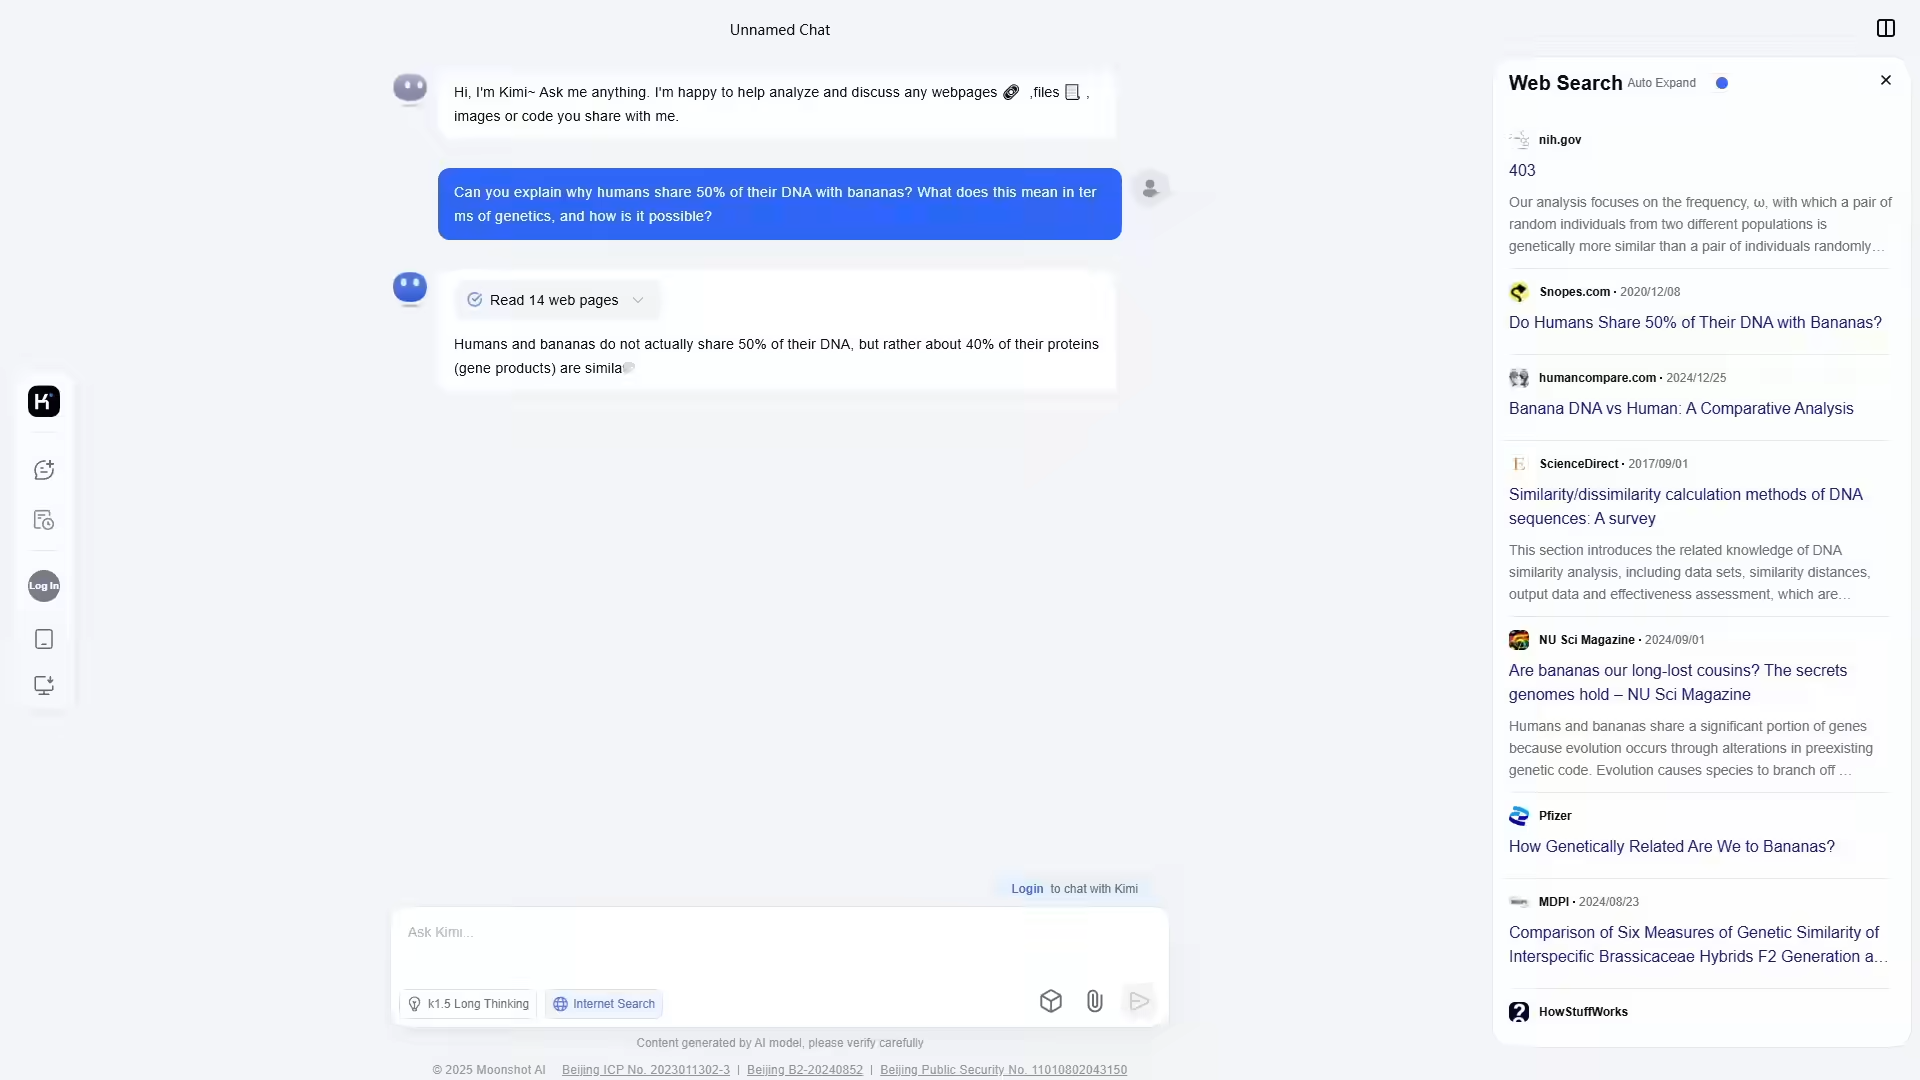 Unnamed Chat
Hi, I'm Kimi~ Ask me anything. I'm happy to help analyze and discuss any webpages ,files ,
images or code you share with me.
Can you explain why humans share 50% of their DNA with bananas? What does this mean in ter
ms of genetics, and how is it possible?
Read 14 web pages
Humans and bananas do not actually share 50% of their DNA, but rather about 40% of their proteins
(gene products) are simila
Log In
Login to chat with Kimi
Ask Kimi...
k1.5 Long Thinking
Internet Search
Content generated by AI model, please verify carefully
© 2025 Moonshot AI Beijing ICP No. 2023011302-3 | Beijing B2-20240852 | Beijing Public Security No. 11010802043150
Web Search Auto Expand
nih.gov
403
Our analysis focuses on the frequency, ω, with which a pair of
random individuals from two different populations is
genetically more similar than a pair of individuals randomly…
Snopes.com · 2020/12/08
Do Humans Share 50% of Their DNA with Bananas?
humancompare.com · 2024/12/25
Banana DNA vs Human: A Comparative Analysis
ScienceDirect · 2017/09/01
Similarity/dissimilarity calculation methods of DNA
sequences: A survey
This section introduces the related knowledge of DNA
similarity analysis, including data sets, similarity distances,
output data and effectiveness assessment, which are…
NU Sci Magazine · 2024/09/01
Are bananas our long-lost cousins? The secrets
genomes hold – NU Sci Magazine
Humans and bananas share a significant portion of genes
because evolution occurs through alterations in preexisting
genetic code. Evolution causes species to branch off …
Pfizer
How Genetically Related Are We to Bananas?
MDPI · 2024/08/23
Comparison of Six Measures of Genetic Similarity of
Interspecific Brassicaceae Hybrids F2 Generation a…
HowStuffWorks